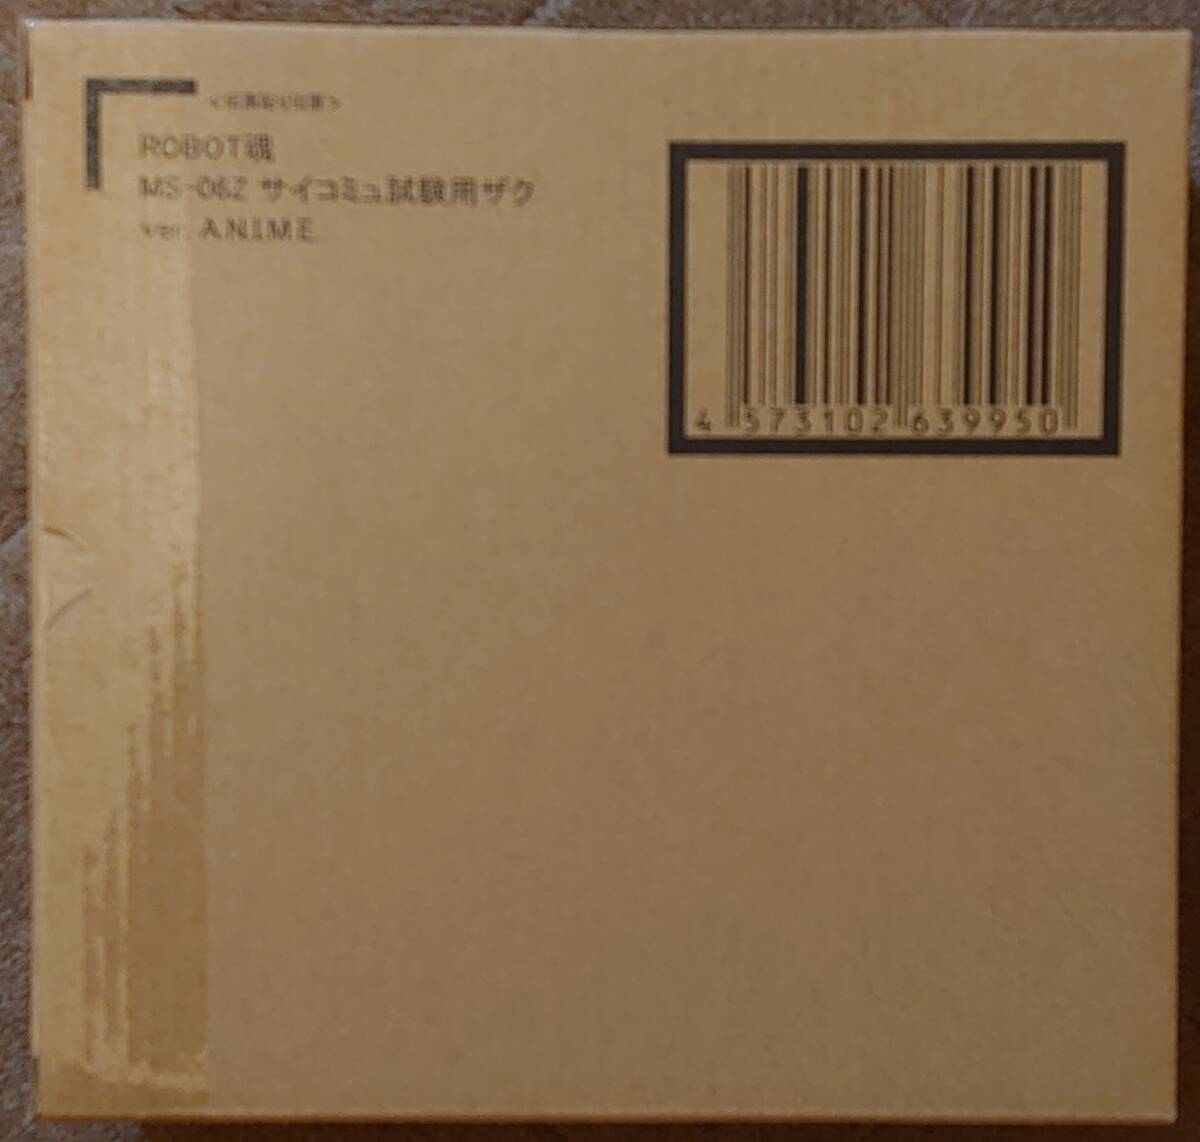 ROBOT魂
MS-06Z サイコミュ試験用ザク
ver. A.N.I.M.E.
4 573102 639950